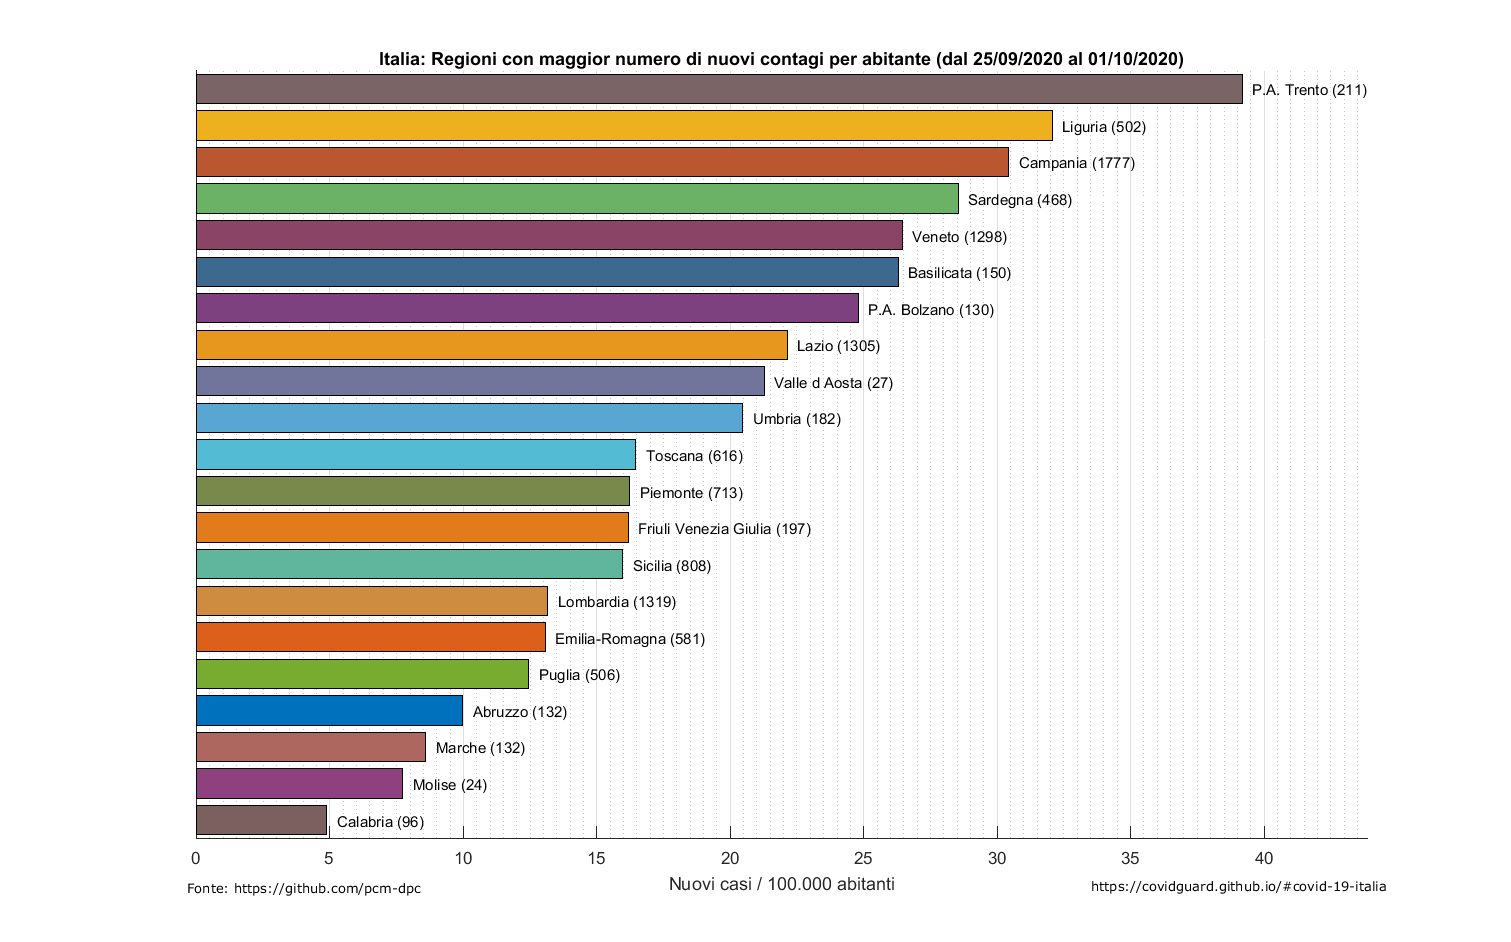 Italia: Regioni con maggior numero di nuovi contagi per abitante (dal 25/09/2020 al 01/10/2020)
P.A. Trento (211)
Liguria (502)
Campania (1777)
Sardegna (468)
Veneto (1298)
Basilicata (150)
P.A. Bolzano (130)
Lazio (1305)
Valle d Aosta (27)
Umbria (182)
Toscana (616)
Piemonte (713)
Friuli Venezia Giulia (197)
Sicilia (808)
Lombardia (1319)
Emilia-Romagna (581)
Puglia (506)
Abruzzo (132)
Marche (132)
Molise (24)
Calabria (96)
0 5 10 15 20 25 30 35 40
Nuovi casi / 100.000 abitanti
Fonte: https://github.com/pcm-dpc
https://covidguard.github.io/#covid-19-italia